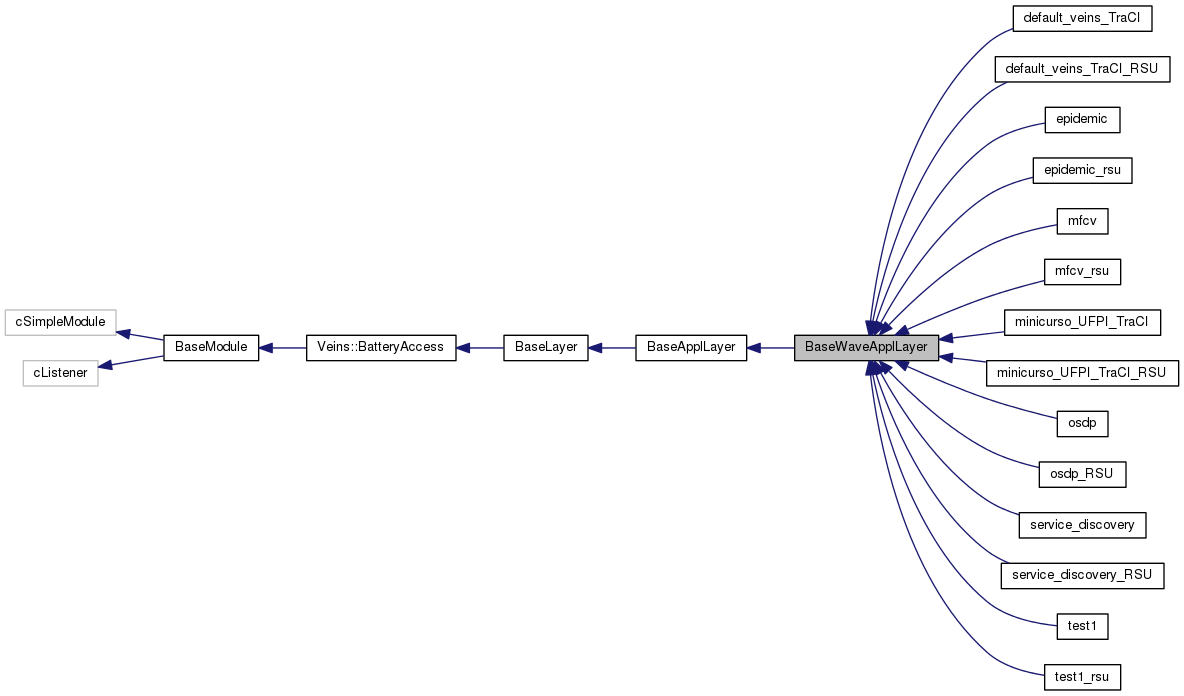 default_veins_TraCI
default_veins_TraCI_RSU
epidemic
epidemic_rsu
mfcv
mfcv_rsu
cSimpleModule
minicurso_UFPI_TraCI
BaseModule
Veins::BatteryAccess
BaseLayer
BaseApplLayer
BaseWaveApplLayer
cListener
minicurso_UFPI_TraCI_RSU
osdp
osdp_RSU
service_discovery
service_discovery_RSU
test1
test1_rsu